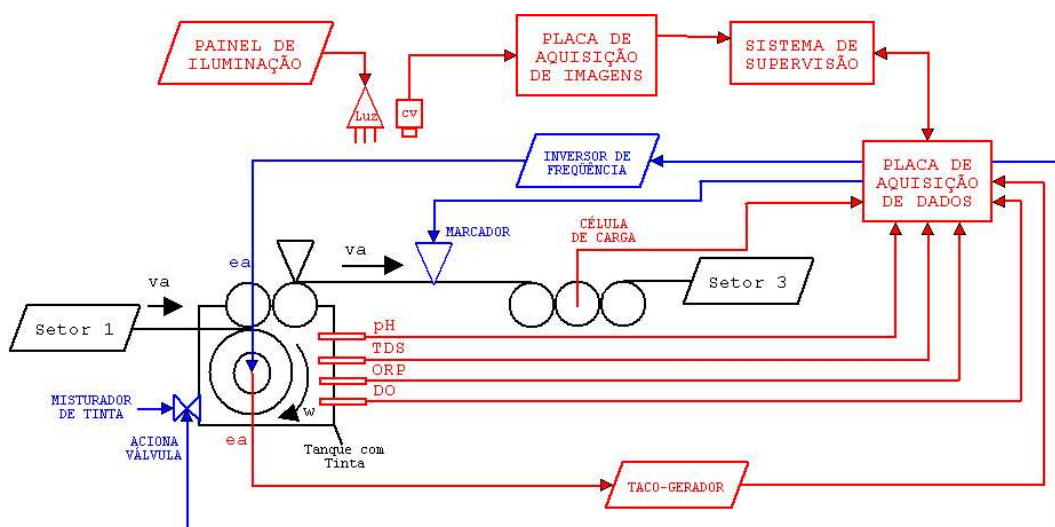 PAINEL DE
ILUMINAÇÃO
Luz
CV
PLACA DE
AQUISIÇÃO
DE IMAGENS
SISTEMA DE
SUPERVISÃO
INVERSOR DE
FREQÜÊNCIA
PLACA DE
AQUISIÇÃO
DE DADOS
MARCADOR
CÉLULA
DE CARGA
ea
va
va
Setor 1
Setor 3
pH
TDS
ORP
DO
w
MISTURADOR
DE TINTA
ea
ACIONA
VÁLVULA
Tanque com
Tinta
TACO-GERADOR